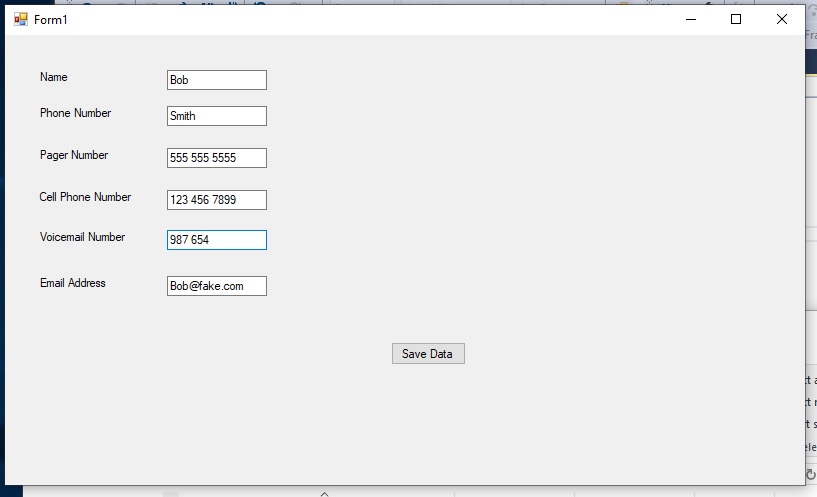 Form1
Name Bob
Phone Number Smith
Pager Number 555 555 5555
Cell Phone Number 123 456 7899
Voicemail Number 987 654
Email Address Bob@fake.com
Save Data